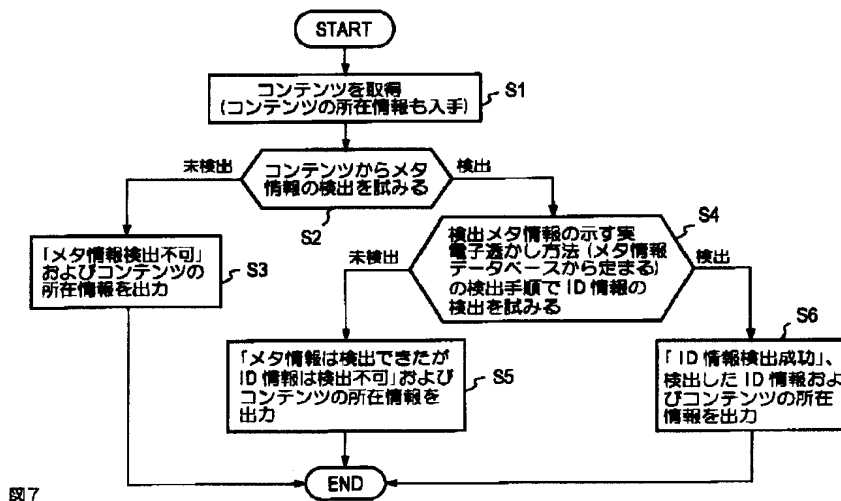 START
コンテンツを取得
(コンテンツの所在情報も入手)
S1
未検出
コンテンツからメタ
情報の検出を試みる
検出
S2
「メタ情報検出不可」
およびコンテンツの
所在情報を出力
S3
未検出
検出メタ情報の示す実
電子透かし方法(メタ情報
データベースから定まる)
の検出手順でID情報の
検出を試みる
S4
検出
「メタ情報は検出できたが
ID情報は検出不可」および
コンテンツの所在情報を
出力
S5
S6
「ID情報検出成功」、
検出したID情報およ
びコンテンツの所在
情報を出力
END
図7